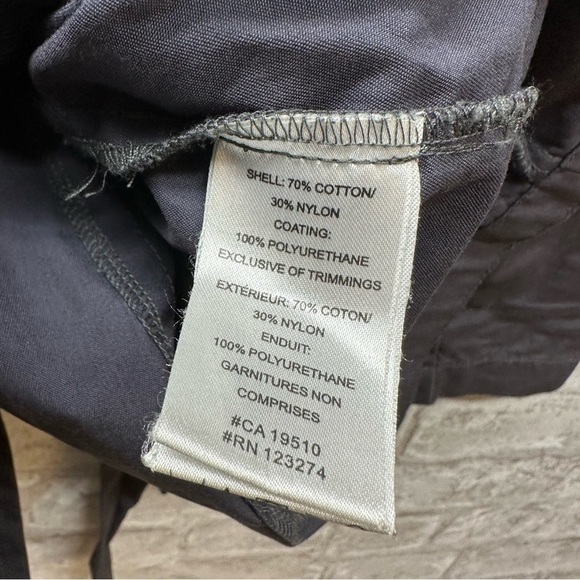 SHELL: 70% COTTON/
30% NYLON
COATING:
100% POLYURETHANE
EXCLUSIVE OF TRIMMINGS
EXTÉRIEUR: 70% COTON/
30% NYLON
ENDUIT:
100% POLYURETHANE
GARNITURES NON
COMPRISES
#CA 19510
#RN 123274